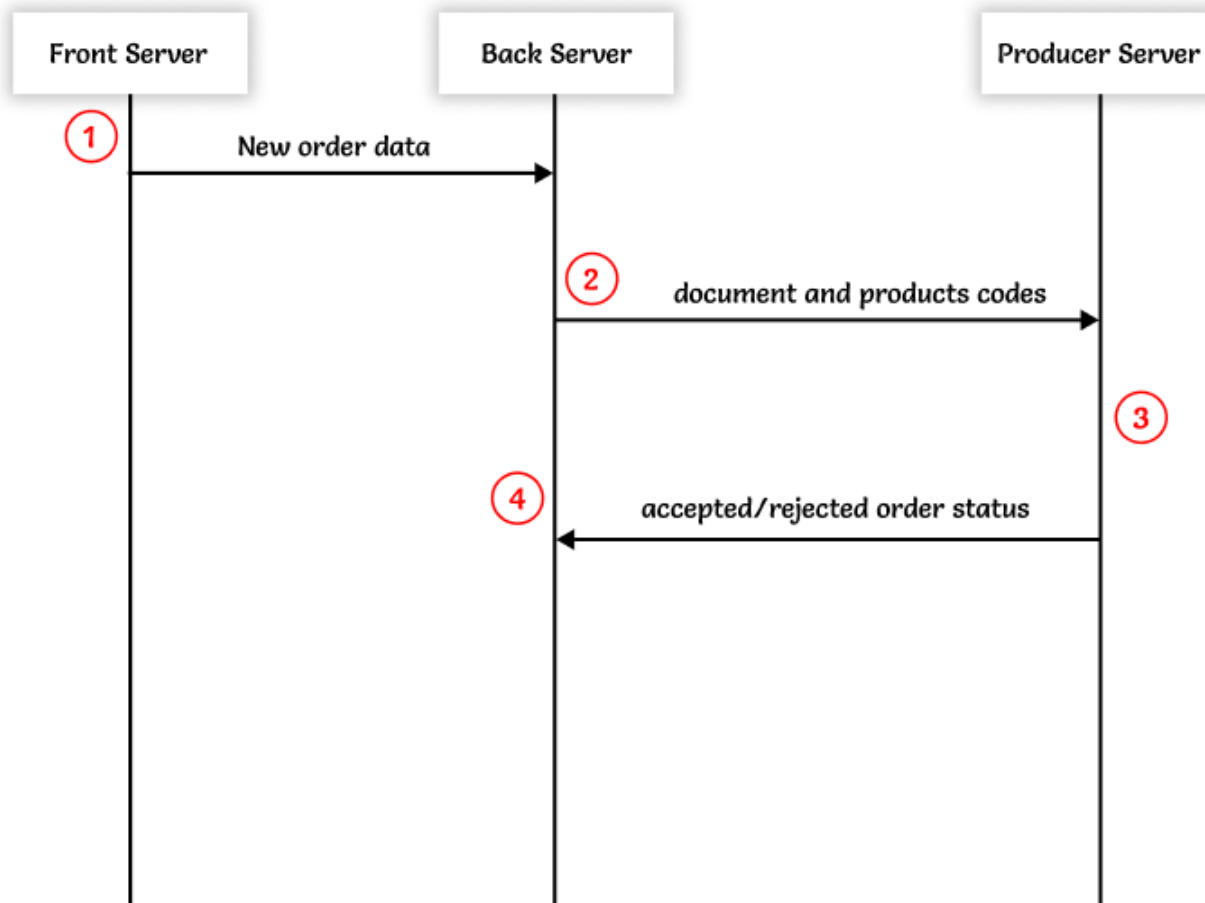 Front Server
Back Server
Producer Server
1
New order data
2
document and products codes
3
4
accepted/rejected order status